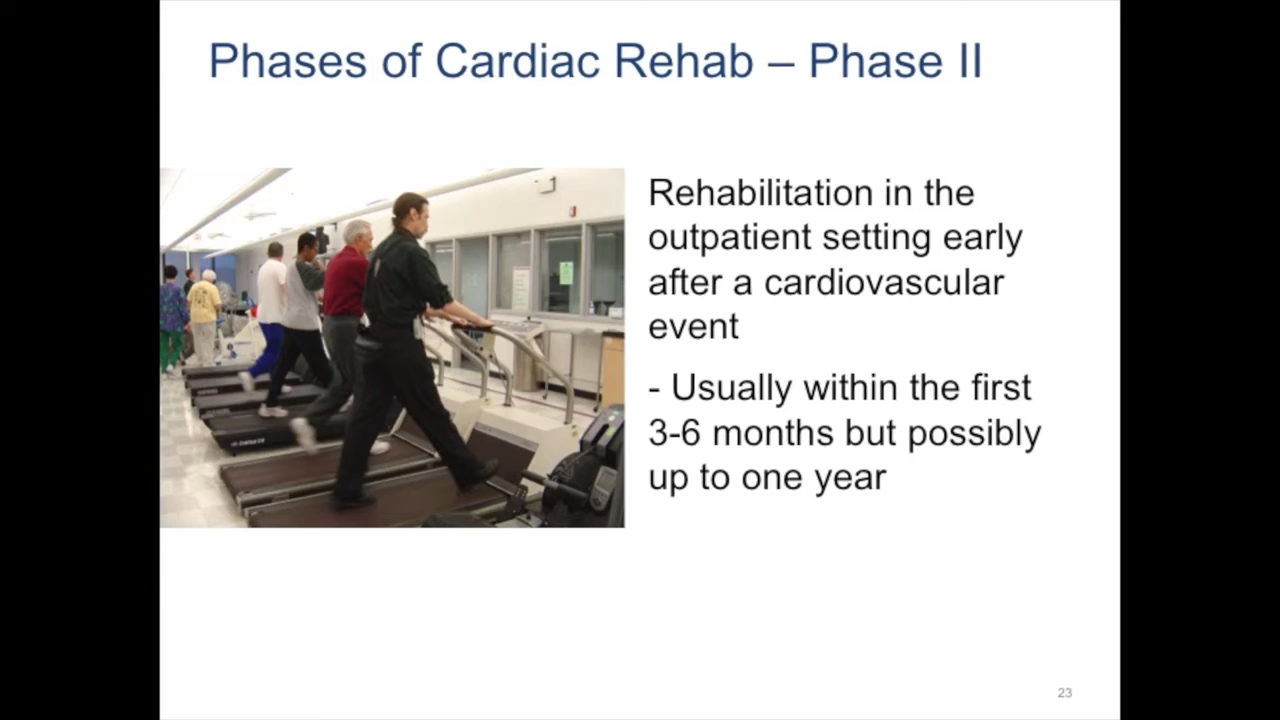 Phases of Cardiac Rehab – Phase II
Rehabilitation in the
outpatient setting early
after a cardiovascular
event
- Usually within the first
3-6 months but possibly
up to one year
23